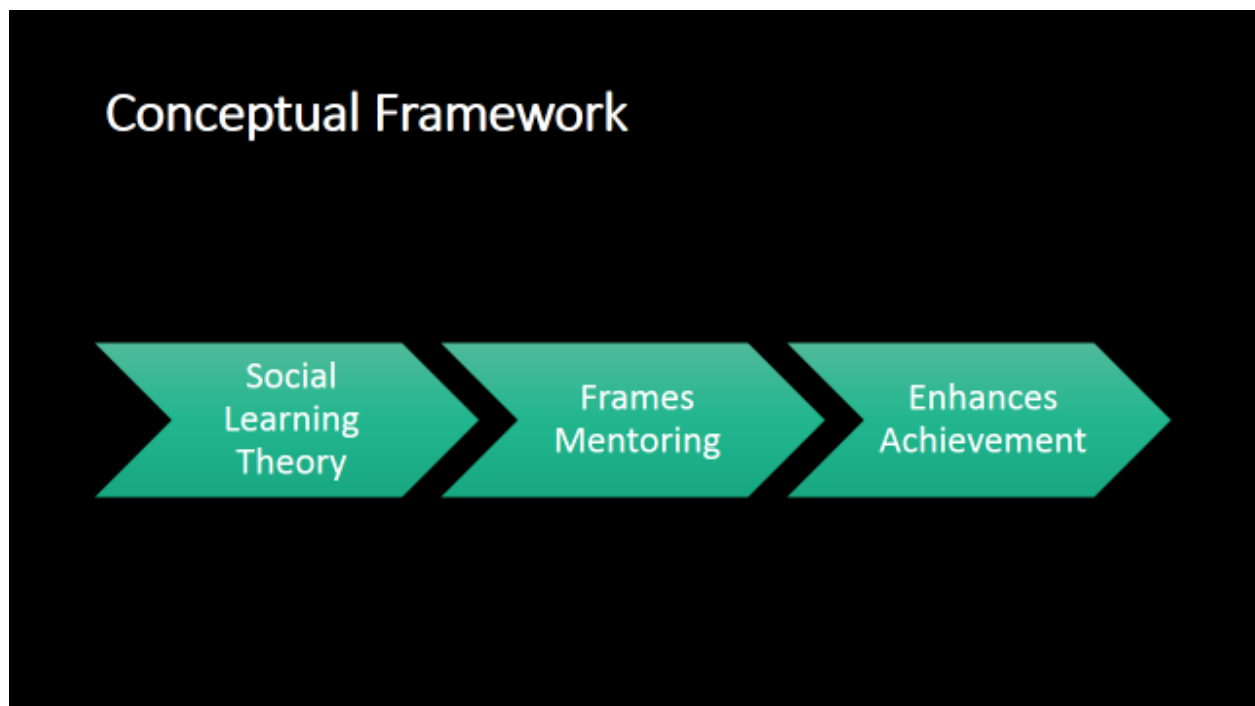 Conceptual Framework
Social
Learning
Theory
Frames
Mentoring
Enhances
Achievement